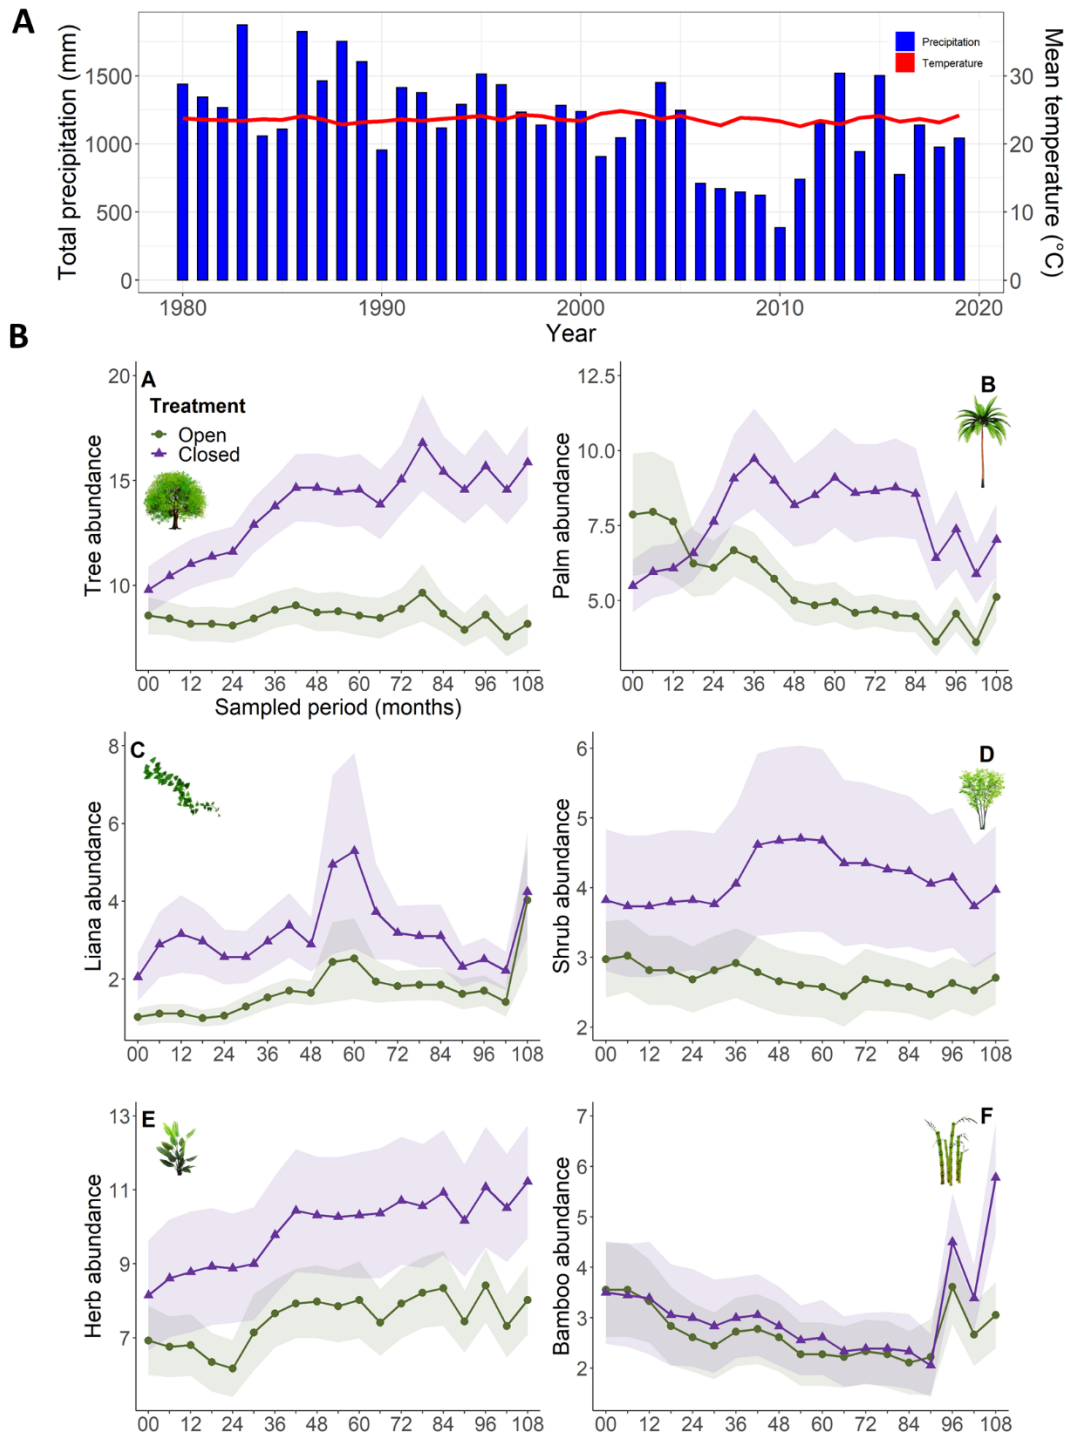 A
Total precipitation (mm)
1500
1000
500
0
Precipitation
Temperature
30
20
10
0
Mean temperature (°C)
1980 1990 2000 2010 2020
Year
B
A
Treatment
Open
Closed
Tree abundance
20
15
10
00 12 24 36 48 60 72 84 96 108
Sampled period (months)
B
Palm abundance
12.5
10.0
7.5
5.0
00 12 24 36 48 60 72 84 96 108
C
Liana abundance
8
6
4
2
00 12 24 36 48 60 72 84 96 108
D
Shrub abundance
6
5
4
3
2
00 12 24 36 48 60 72 84 96 108
E
Herb abundance
13
11
9
7
00 12 24 36 48 60 72 84 96 108
F
Bamboo abundance
7
6
5
4
3
2
00 12 24 36 48 60 72 84 96 108